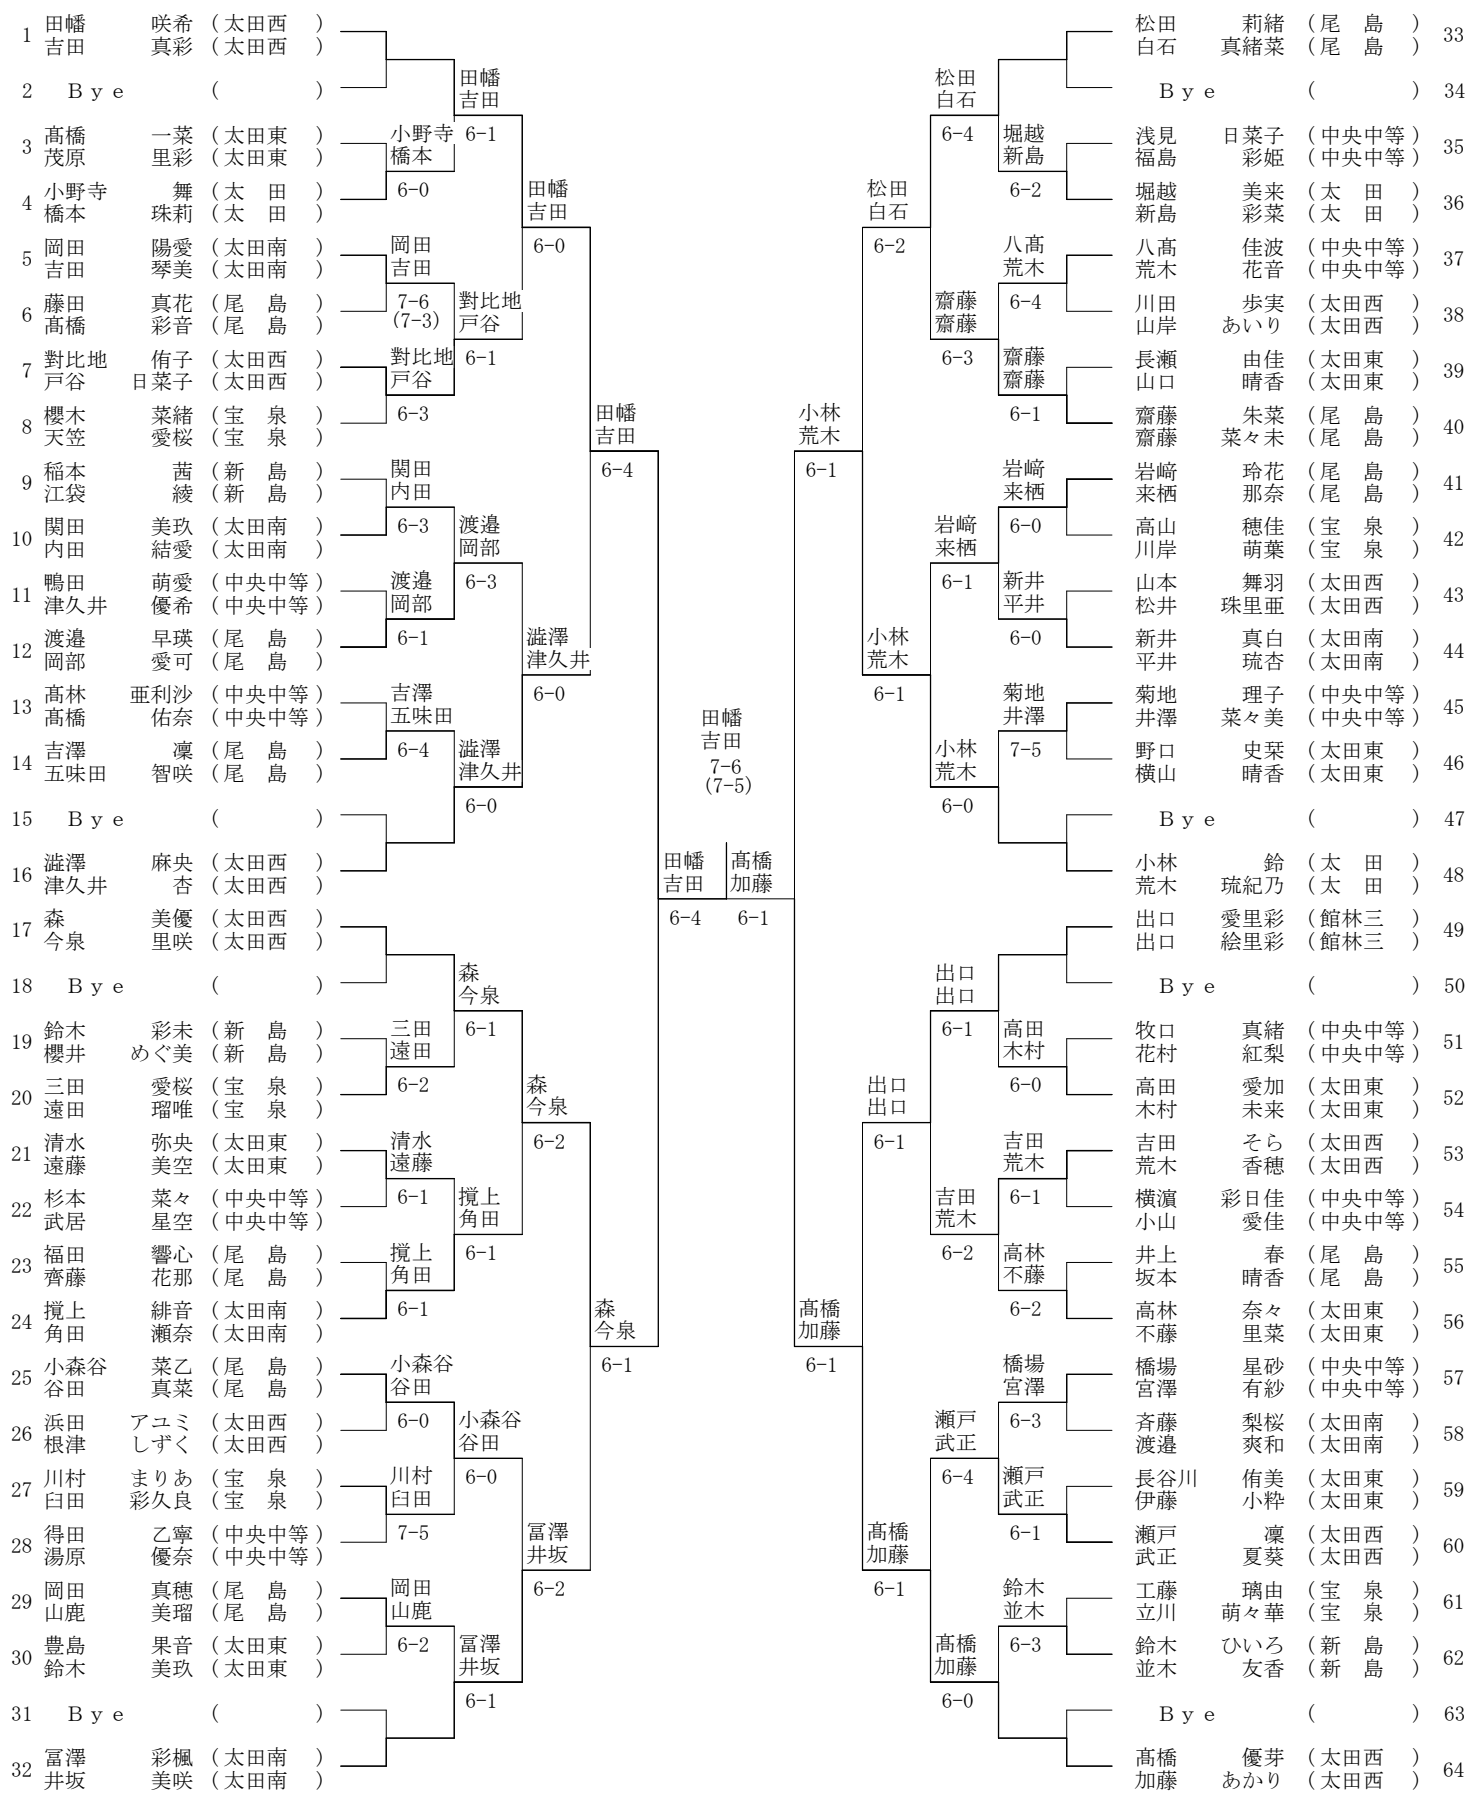 1 田幡 咲希 (太田西 )
吉田 真彩 (太田西 )
2 Bye ( )
3 髙橋 一菜 (太田東 )
茂原 里彩 (太田東 )
4 小野寺 舞 (太 田 )
橋本 珠莉 (太 田 )
5 岡田 陽愛 (太田南 )
吉田 琴美 (太田南 )
6 藤田 真花 (尾 島 )
髙橋 彩音 (尾 島 )
7 對比地 侑子 (太田西 )
戸谷 日菜子 (太田西 )
8 櫻木 菜緒 (宝 泉 )
天笠 愛桜 (宝 泉 )
9 稲本 茜 (新 島 )
江袋 綾 (新 島 )
10 関田 美玖 (太田南 )
内田 結愛 (太田南 )
11 鴨田 萌愛 (中央中等 )
津久井 優希 (中央中等 )
12 渡邉 早瑛 (尾 島 )
岡部 愛可 (尾 島 )
13 髙林 亜利沙 (中央中等 )
髙橋 佑奈 (中央中等 )
14 吉澤 凜 (尾 島 )
五味田 智咲 (尾 島 )
15 Bye ( )
16 澁澤 麻央 (太田西 )
津久井 杏 (太田西 )
17 森 美優 (太田西 )
今泉 里咲 (太田西 )
18 Bye ( )
19 鈴木 彩未 (新 島 )
櫻井 めぐ美 (新 島 )
20 三田 愛桜 (宝 泉 )
遠田 瑠唯 (宝 泉 )
21 清水 弥央 (太田東 )
遠藤 美空 (太田東 )
22 杉本 菜々 (中央中等 )
武居 星空 (中央中等 )
23 福田 響心 (尾 島 )
齊藤 花那 (尾 島 )
24 撹上 緋音 (太田南 )
角田 瀬奈 (太田南 )
25 小森谷 菜乙 (尾 島 )
谷田 真菜 (尾 島 )
26 浜田 アユミ (太田西 )
根津 しずく (太田西 )
27 川村 まりあ (宝 泉 )
臼田 彩久良 (宝 泉 )
28 得田 乙寧 (中央中等 )
湯原 優奈 (中央中等 )
29 岡田 真穂 (尾 島 )
山鹿 美瑠 (尾 島 )
30 豊島 果音 (太田東 )
鈴木 美玖 (太田東 )
31 Bye ( )
32 冨澤 彩楓 (太田南 )
井坂 美咲 (太田南 )
小野寺
橋本
6-0
岡田
吉田
7-6
(7-3)
對比地
戸谷
6-3
関田
内田
6-3
渡邉
岡部
6-1
吉澤
五味田
6-4
三田
遠田
6-2
清水
遠藤
6-1
撹上
角田
6-1
小森谷
谷田
6-0
川村
臼田
7-5
岡田
山鹿
6-2
田幡
吉田
6-1
對比地
戸谷
6-1
渡邉
岡部
6-3
澁澤
津久井
6-0
森
今泉
6-1
撹上
角田
6-1
小森谷
谷田
6-0
冨澤
井坂
6-1
田幡
吉田
6-0
澁澤
津久井
6-0
森
今泉
6-2
冨澤
井坂
6-2
田幡
吉田
6-4
森
今泉
6-1
田幡
吉田
6-4
田幡
吉田
7-6
(7-5)
髙橋
加藤
6-1
小林
荒木
6-1
髙橋
加藤
6-1
松田
白石
6-2
小林
荒木
6-1
出口
出口
6-1
髙橋
加藤
6-1
松田
白石
6-4
齋藤
齋藤
6-3
岩﨑
来栖
6-1
小林
荒木
6-0
出口
出口
6-1
吉田
荒木
6-2
瀬戸
武正
6-4
髙橋
加藤
6-0
堀越
新島
6-2
八髙
荒木
6-4
齋藤
齋藤
6-1
岩﨑
来栖
6-0
新井
平井
6-0
菊地
井澤
7-5
高田
木村
6-0
吉田
荒木
6-1
高林
不藤
6-2
橋場
宮澤
6-3
瀬戸
武正
6-1
鈴木
並木
6-3
松田 莉緒 (尾 島 ) 33
白石 真緒菜 (尾 島 )
Bye ( ) 34
浅見 日菜子 (中央中等 ) 35
福島 彩姫 (中央中等 )
堀越 美来 (太 田 ) 36
新島 彩菜 (太 田 )
八髙 佳波 (中央中等 ) 37
荒木 花音 (中央中等 )
川田 歩実 (太田西 ) 38
山岸 あいり (太田西 )
長瀬 由佳 (太田東 ) 39
山口 晴香 (太田東 )
齋藤 朱菜 (尾 島 ) 40
齋藤 菜々未 (尾 島 )
岩﨑 玲花 (尾 島 ) 41
来栖 那奈 (尾 島 )
高山 穂佳 (宝 泉 ) 42
川岸 萌葉 (宝 泉 )
山本 舞羽 (太田西 ) 43
松井 珠里亜 (太田西 )
新井 真白 (太田南 ) 44
平井 琉杏 (太田南 )
菊地 理子 (中央中等 ) 45
井澤 菜々美 (中央中等 )
野口 史栞 (太田東 ) 46
横山 晴香 (太田東 )
Bye ( ) 47
小林 鈴 (太 田 ) 48
荒木 琉紀乃 (太 田 )
出口 愛里彩 (館林三 ) 49
出口 絵里彩 (館林三 )
Bye ( ) 50
牧口 真緒 (中央中等 ) 51
花村 紅梨 (中央中等 )
高田 愛加 (太田東 ) 52
木村 未来 (太田東 )
吉田 そら (太田西 ) 53
荒木 香穂 (太田西 )
横濵 彩日佳 (中央中等 ) 54
小山 愛佳 (中央中等 )
井上 春 (尾 島 ) 55
坂本 晴香 (尾 島 )
高林 奈々 (太田東 ) 56
不藤 里菜 (太田東 )
橋場 星砂 (中央中等 ) 57
宮澤 有紗 (中央中等 )
斉藤 梨桜 (太田南 ) 58
渡邉 爽和 (太田南 )
長谷川 侑美 (太田東 ) 59
伊藤 小粋 (太田東 )
瀬戸 凜 (太田西 ) 60
武正 夏葵 (太田西 )
工藤 璃由 (宝 泉 ) 61
立川 萌々華 (宝 泉 )
鈴木 ひいろ (新 島 ) 62
並木 友香 (新 島 )
Bye ( ) 63
髙橋 優芽 (太田西 ) 64
加藤 あかり (太田西 )